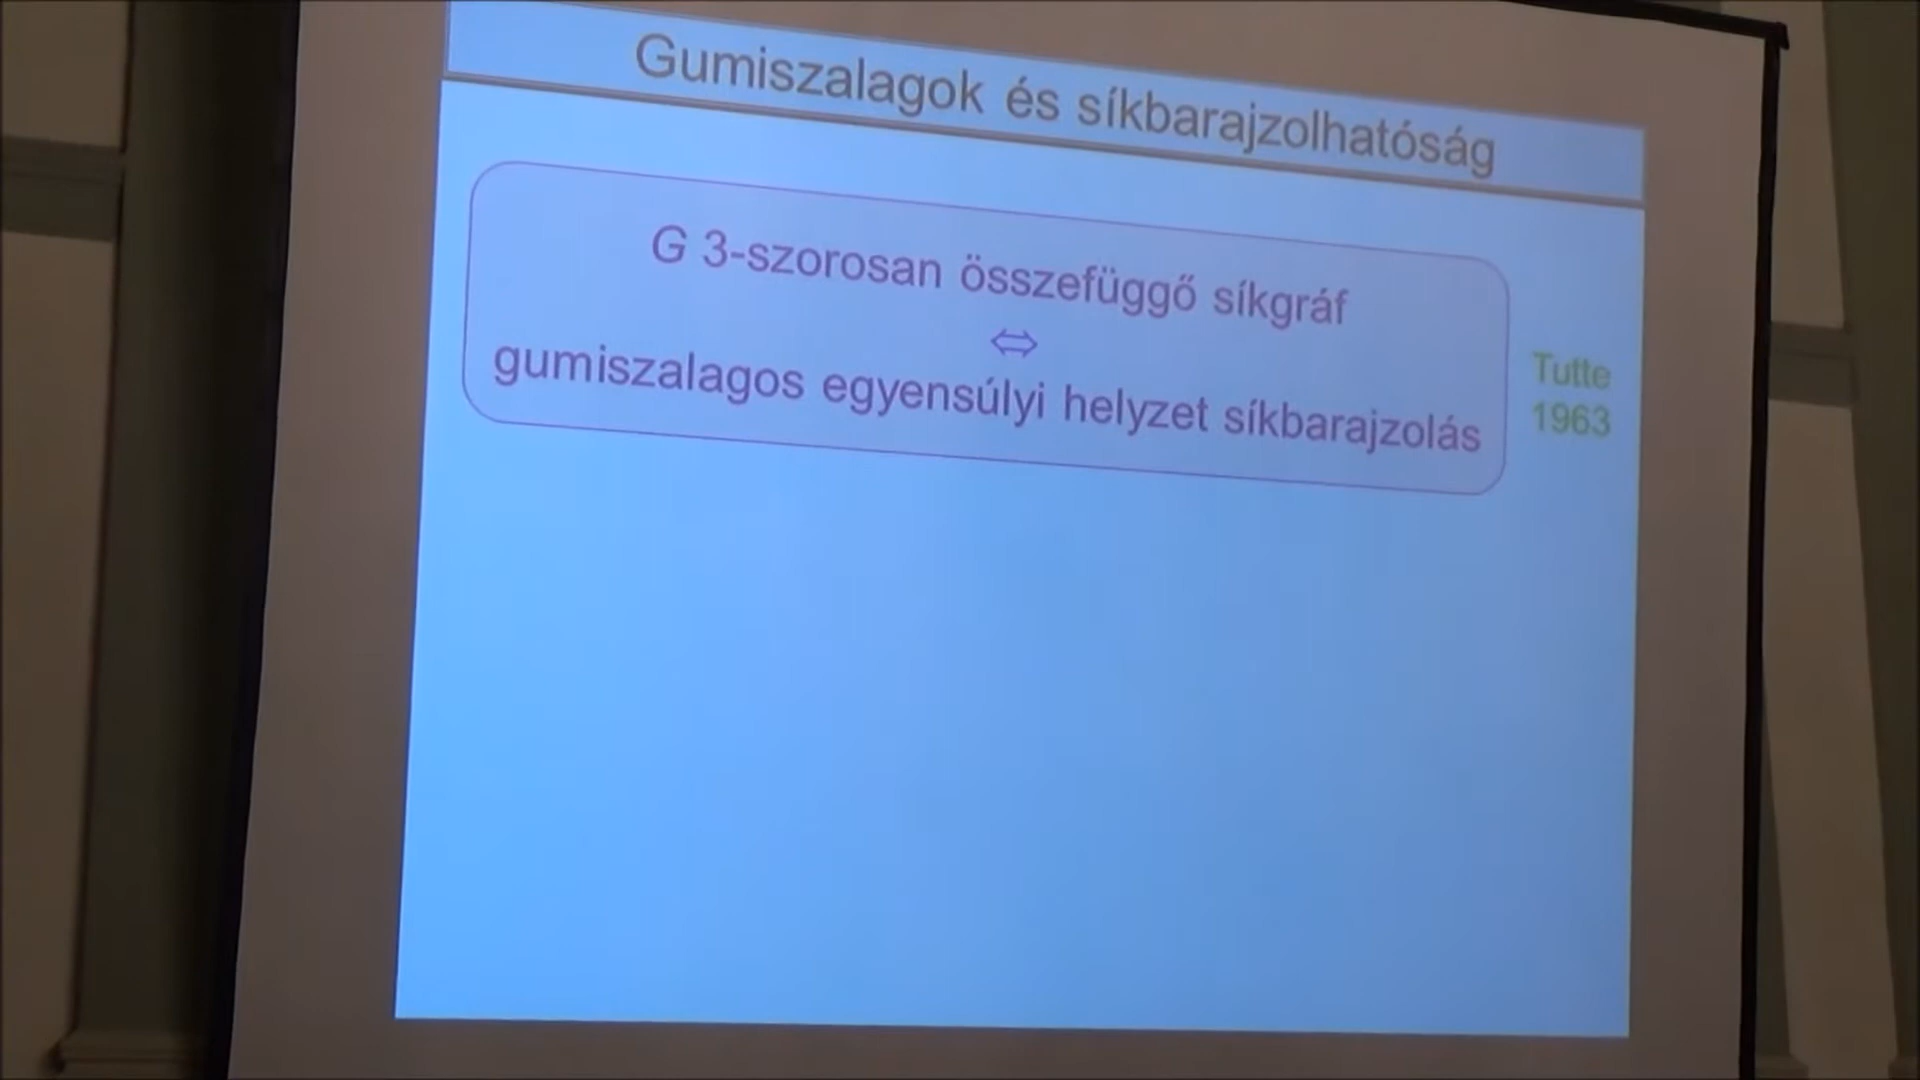 Gumiszalagok és síkbarajzolhatóság
G 3-szorosan összefüggő síkgráf
⇔
gumiszalagos egyensúlyi helyzet síkbarajzolás
Tutte
1963